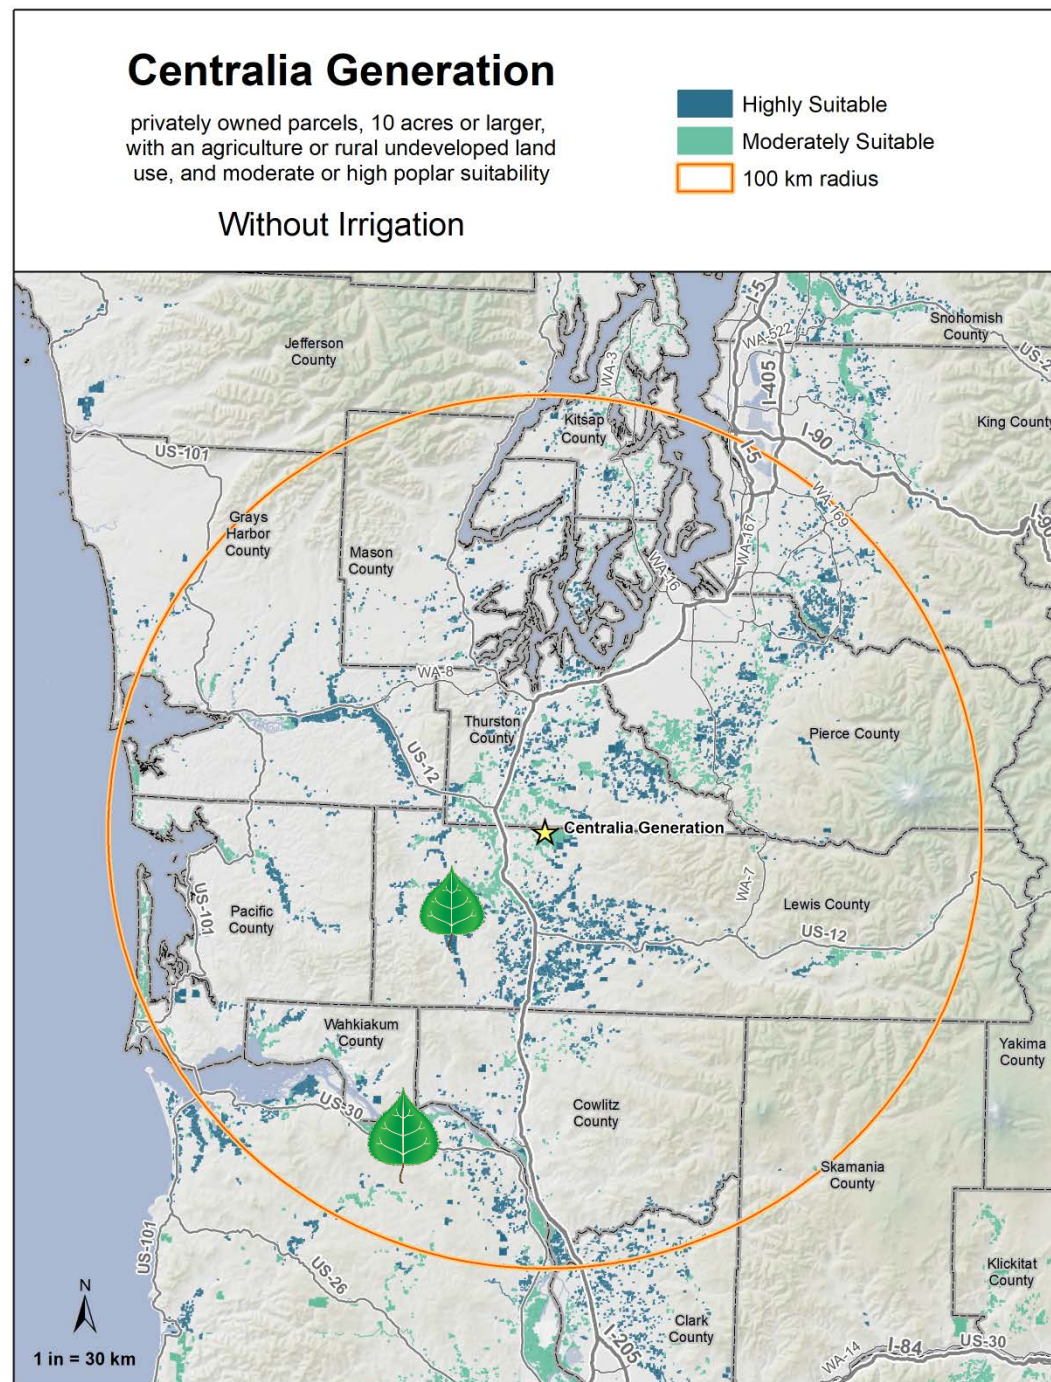 Centralia Generation
privately owned parcels, 10 acres or larger,
with an agriculture or rural undeveloped land
use, and moderate or high poplar suitability
Without Irrigation
Highly Suitable
Moderately Suitable
100 km radius
I-5
Snohomish
County
WA-522
US-2
Jefferson
County
WA-3
I-405
Kitsap
County
King County
I-90
US-101
I-5
WA-169
Grays
Harbor
County
WA-167
I-90
Mason
County
WA-16
WA-8
Thurston
County
Pierce County
US-12
Centralia Generation
WA-7
Lewis County
US-101
Pacific
County
US-12
Wahkiakum
County
Yakima
County
US-30
Cowlitz
County
Skamania
County
US-101
US-26
Klickitat
County
N
Clark
County
I-205
1 in = 30 km
WA-14
I-84
US-30